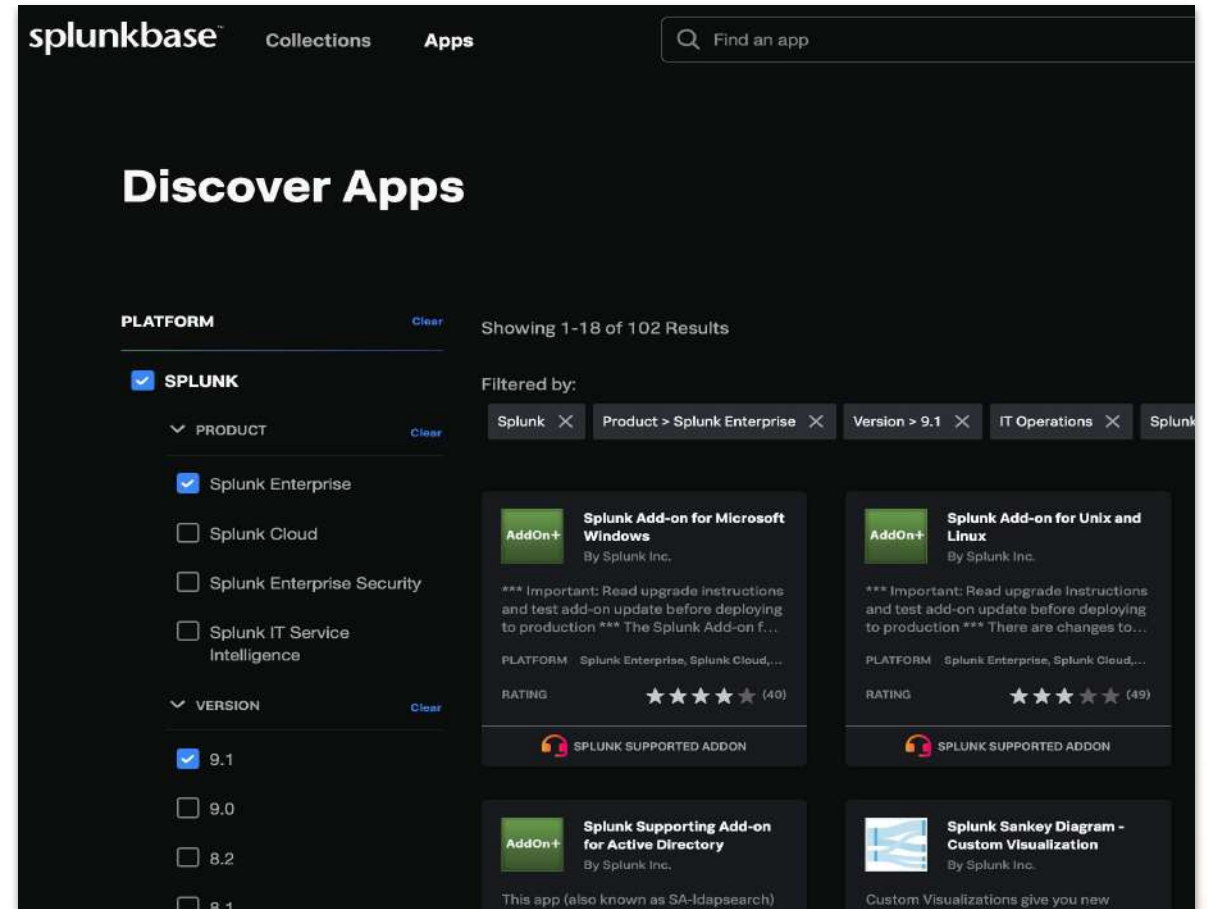 splunkbase™ Collections Apps Find an app
Discover Apps
PLATFORM Clear
SPLUNK
PRODUCT Clear
Splunk Enterprise
Splunk Cloud
Splunk Enterprise Security
Splunk IT Service
Intelligence
VERSION Clear
9.1
9.0
8.2
8.1
Showing 1-18 of 102 Results
Filtered by:
Splunk Product > Splunk Enterprise Version > 9.1 IT Operations Splunk
AddOn+
Splunk Add-on for Microsoft
Windows
By Splunk Inc.
*** Important: Read upgrade instructions
and test add-on update before deploying
to production *** The Splunk Add-on f...
PLATFORM Splunk Enterprise, Splunk Cloud,...
RATING (40)
SPLUNK SUPPORTED ADDON
AddOn+
Splunk Add-on for Unix and
Linux
By Splunk Inc.
*** Important: Read upgrade Instructions
and test add-on update before deploying
to production *** There are changes to...
PLATFORM Splunk Enterprise, Splunk Cloud,...
RATING (49)
SPLUNK SUPPORTED ADDON
AddOn+
Splunk Supporting Add-on
for Active Directory
By Splunk Inc.
This app (also known as SA-ldapsearch)
Splunk Sankey Diagram -
Custom Visualization
By Splunk Inc.
Custom Visualizations give you new